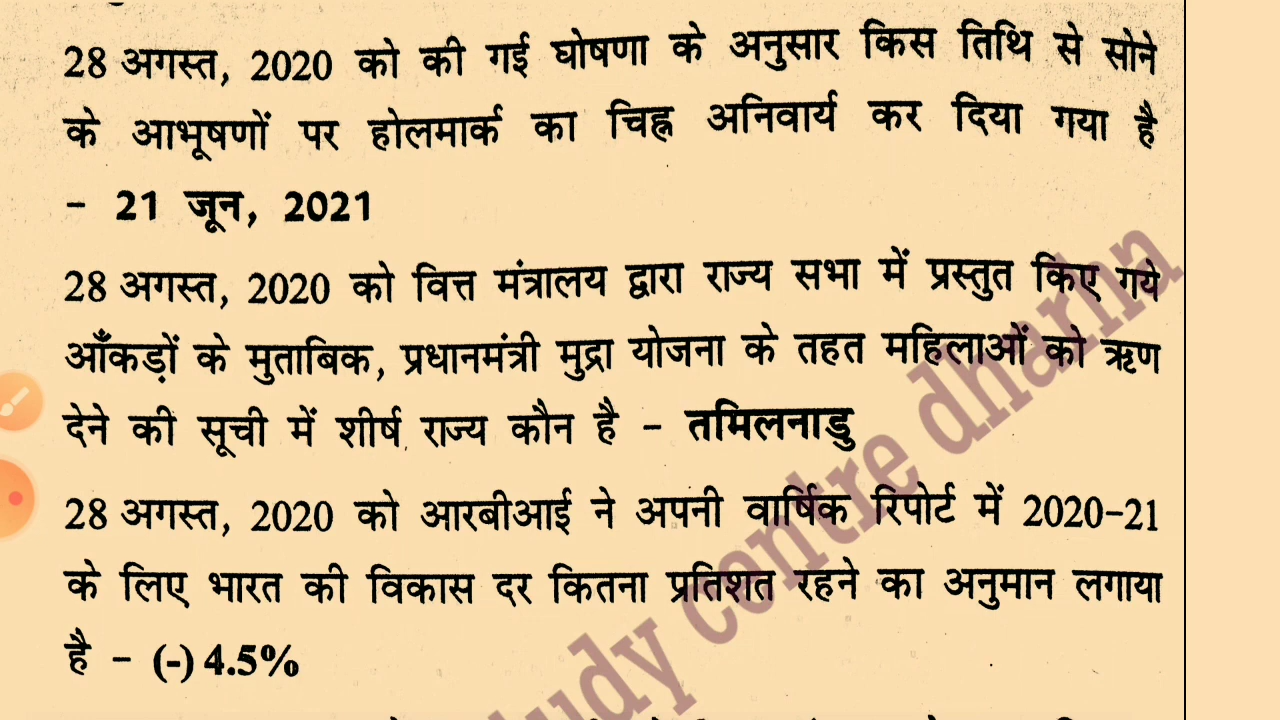 28 अगस्त, 2020 को की गई घोषणा के अनुसार किस तिथि से सोने
के आभूषणों पर होलमार्क का चिह्न अनिवार्य कर दिया गया है
- 21 जून, 2021
28 अगस्त, 2020 को वित्त मंत्रालय द्वारा राज्य सभा में प्रस्तुत किए गये
आँकड़ों के मुताबिक, प्रधानमंत्री मुद्रा योजना के तहत महिलाओं को ऋण
देने की सूची में शीर्ष राज्य कौन है - तमिलनाडु
28 अगस्त, 2020 को आरबीआई ने अपनी वार्षिक रिपोर्ट में 2020-21
के लिए भारत की विकास दर कितना प्रतिशत रहने का अनुमान लगाया
है - (-) 4.5%
centre dharna